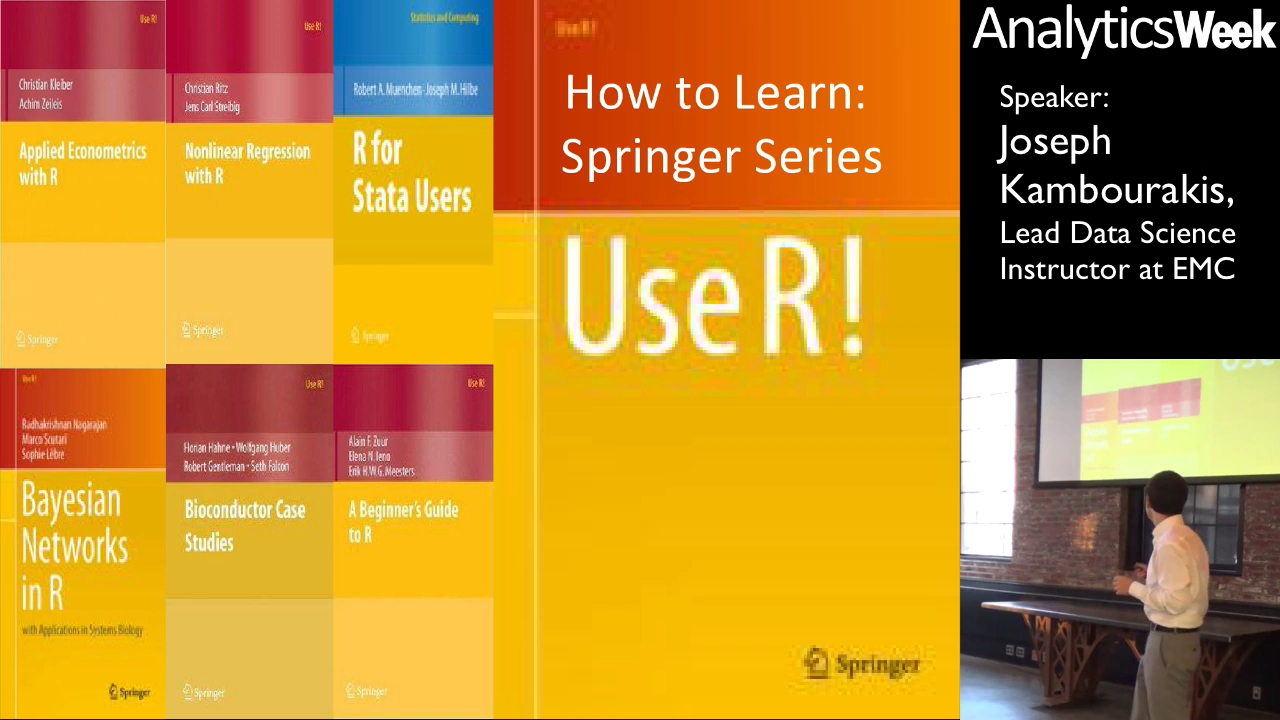 Use R!
Christian Kleiber
Achim Zeileis
Applied Econometrics
with R
Springer
Use R!
Christian Ritz
Jens Carl Streibig
Nonlinear Regression
with R
Springer
Statistics and Computing
Robert A. Muenchen · Joseph M. Hilbe
R for
Stata Users
Springer
Use R!
Radhakrishnan Nagarajan
Marco Scutari
Sophie Lèbre
Bayesian
Networks
in R
with Applications in Systems Biology
Springer
Use R!
Florian Hahne · Wolfgang Huber
Robert Gentleman · Seth Falcon
Bioconductor Case
Studies
Springer
Use R!
Alain F. Zuur
Elena N. Ieno
Erik H.W.G. Meesters
A Beginner's Guide
to R
Springer
Use R!
How to Learn:
Springer Series
Use R!
Springer
AnalyticsWeek
Speaker:
Joseph
Kambourakis,
Lead Data Science
Instructor at EMC